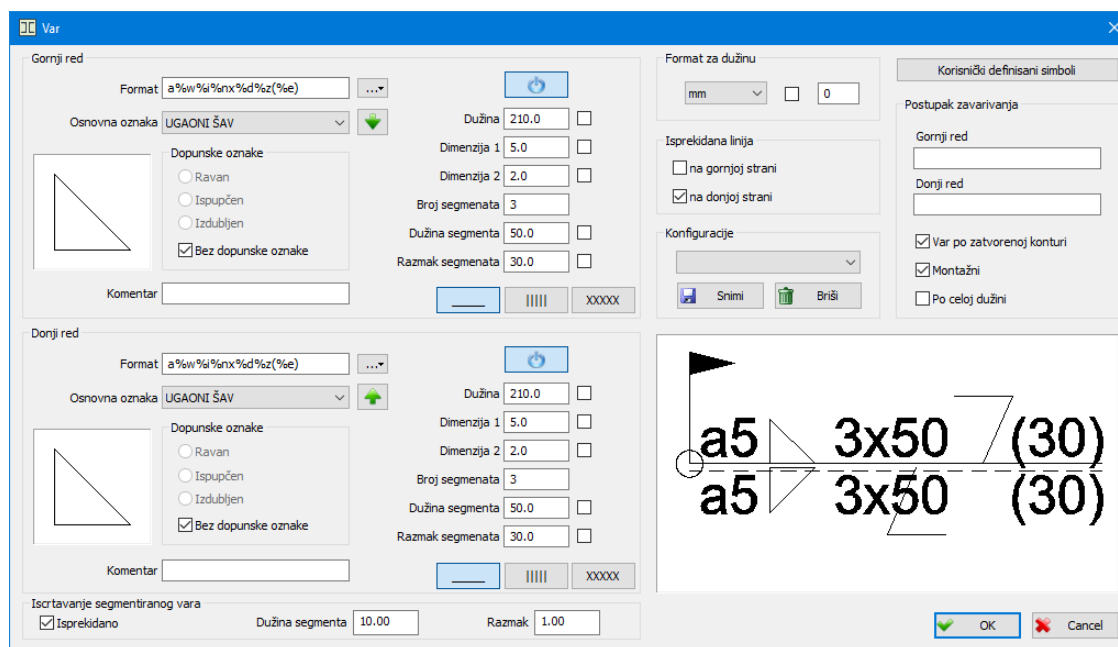 Var
Gornji red
Format a%w%i%nx%d%z(%e) ...
Osnovna oznaka UGAONI ŠAV
Dopunske oznake
Ravan
Ispupčen
Izdubljen
Bez dopunske oznake
Komentar
Dužina 210.0
Dimenzija 1 5.0
Dimenzija 2 2.0
Broj segmenata 3
Dužina segmenta 50.0
Razmak segmenata 30.0
XXXXX
Donji red
Format a%w%i%nx%d%z(%e) ...
Osnovna oznaka UGAONI ŠAV
Dopunske oznake
Ravan
Ispupčen
Izdubljen
Bez dopunske oznake
Komentar
Dužina 210.0
Dimenzija 1 5.0
Dimenzija 2 2.0
Broj segmenata 3
Dužina segmenta 50.0
Razmak segmenata 30.0
XXXXX
Iscrtavanje segmentiranog vara
Isprekidano Dužina segmenta 10.00 Razmak 1.00
Format za dužinu
mm 0
Isprekidana linija
na gornjoj strani
na donjoj strani
Konfiguracije
Snimi Briši
Korisnički definisani simboli
Postupak zavarivanja
Gornji red
Donji red
Var po zatvorenoj konturi
Montažni
Po celoj dužini
a5 3x50 (30)
a5 3x50 (30)
OK Cancel